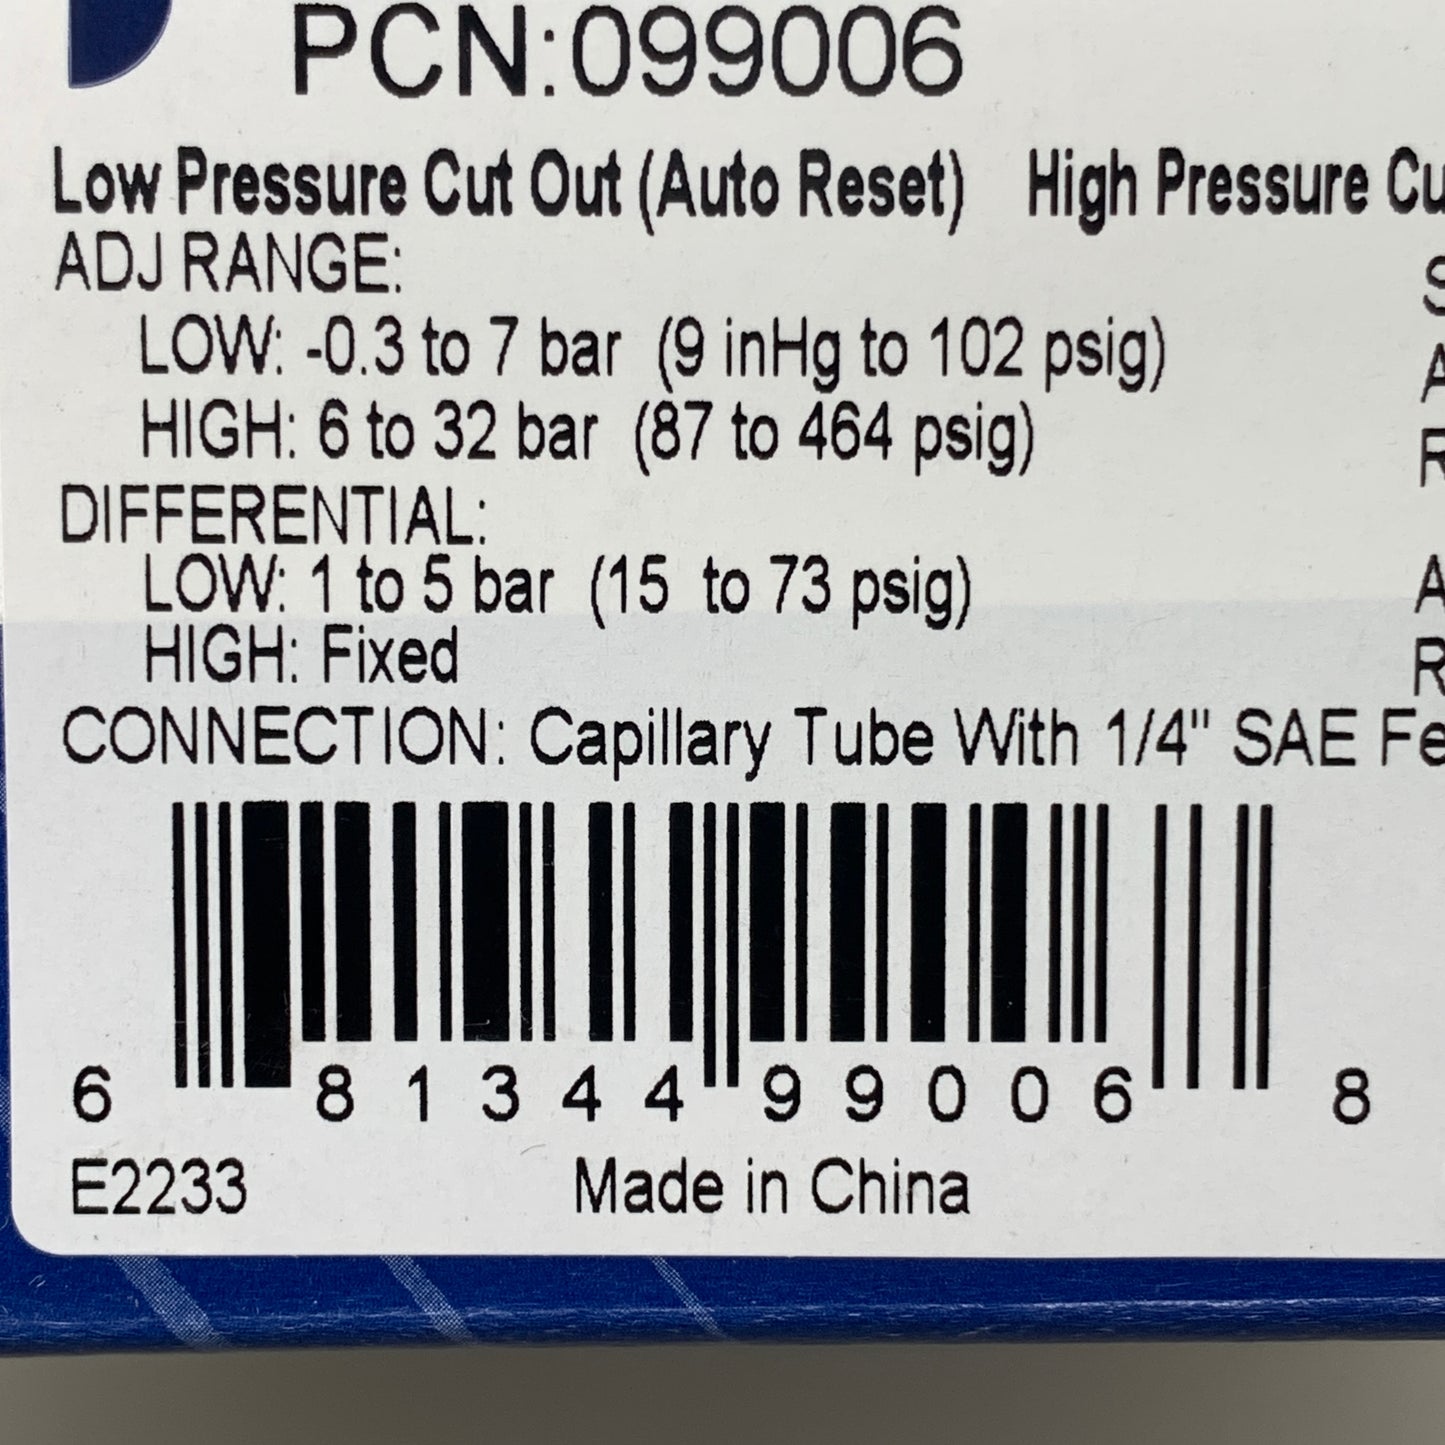 PCN:099006
Low Pressure Cut Out (Auto Reset) High Pressure
ADJ RANGE:
LOW: -0.3 to 7 bar (9 inHg to 102 psig)
HIGH: 6 to 32 bar (87 to 464 psig)
DIFFERENTIAL:
LOW: 1 to 5 bar (15 to 73 psig)
HIGH: Fixed
CONNECTION: Capillary Tube With 1/4" SAE
6 81344 99006 8
E2233 Made in China